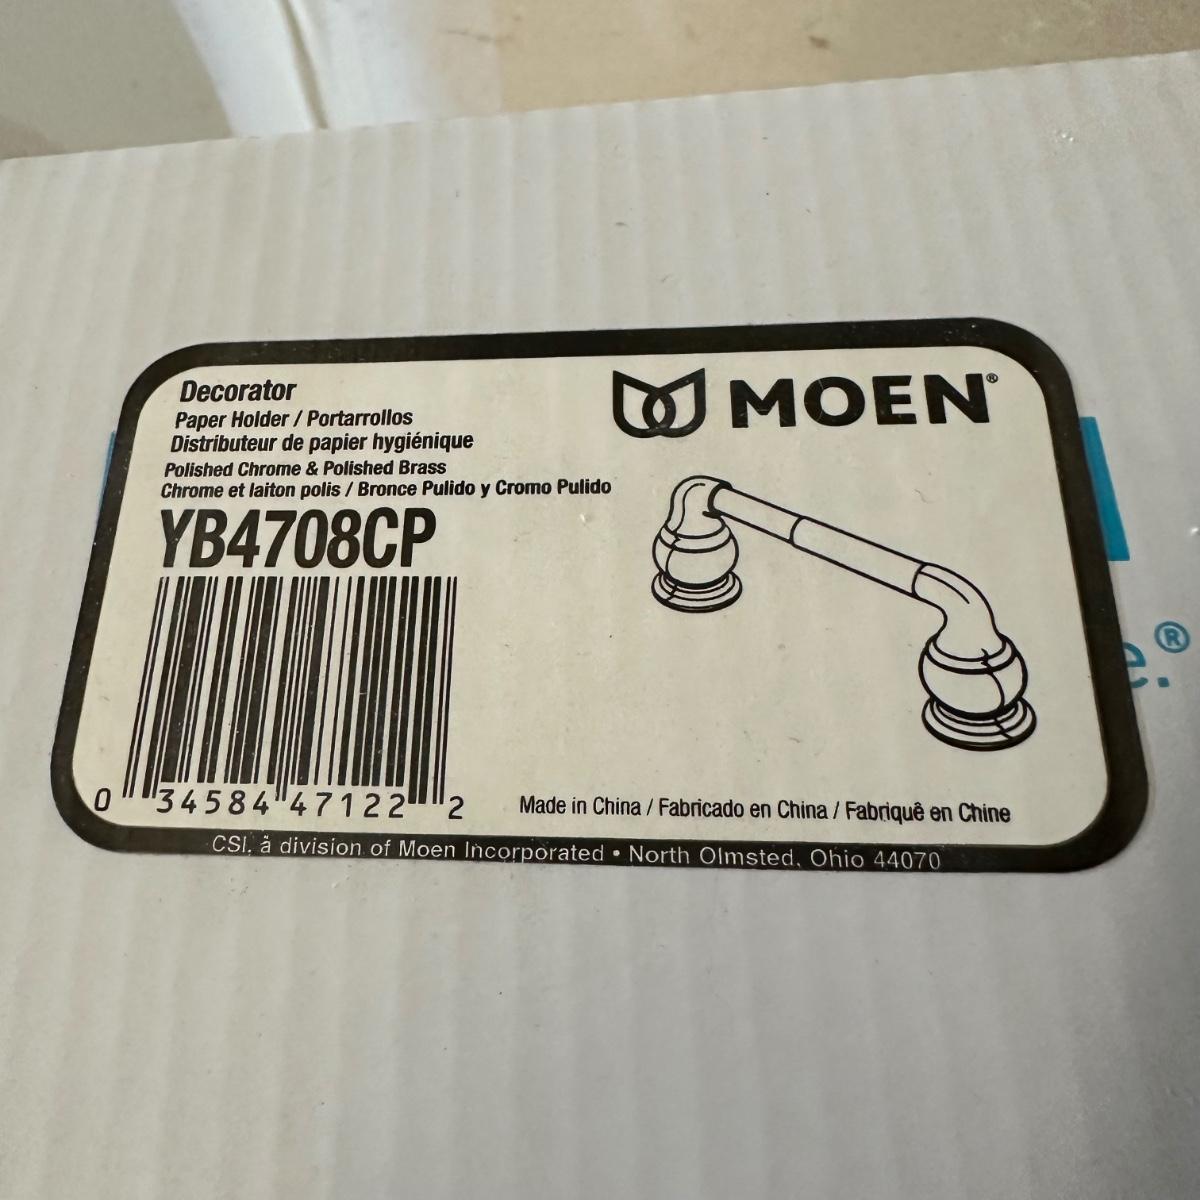 Decorator
Paper Holder / Portarrollos
Distributeur de papier hygiénique
Polished Chrome & Polished Brass
Chrome et laiton polis / Bronce Pulido y Cromo Pulido
YB4708CP
MOEN®
0 34584 47122 2
Made in China / Fabricado en China / Fabriquê en Chine
CSI, ã division of Moen Incorporated • North Olmsted, Ohio 44070
e.®